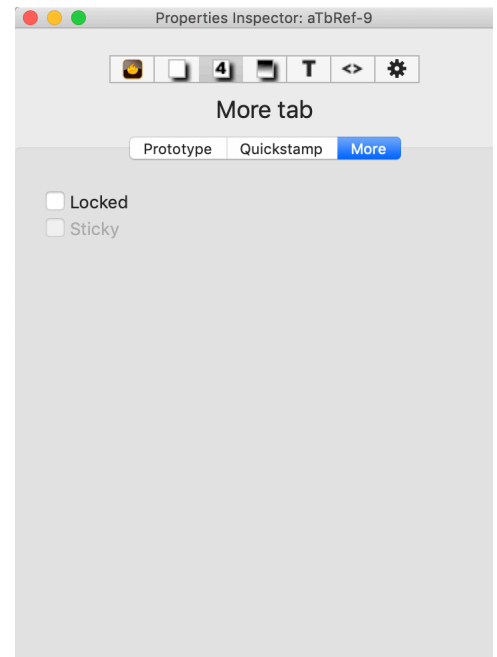 Properties Inspector: aTbRef-9
4 T <>
More tab
Prototype Quickstamp More
Locked
Sticky